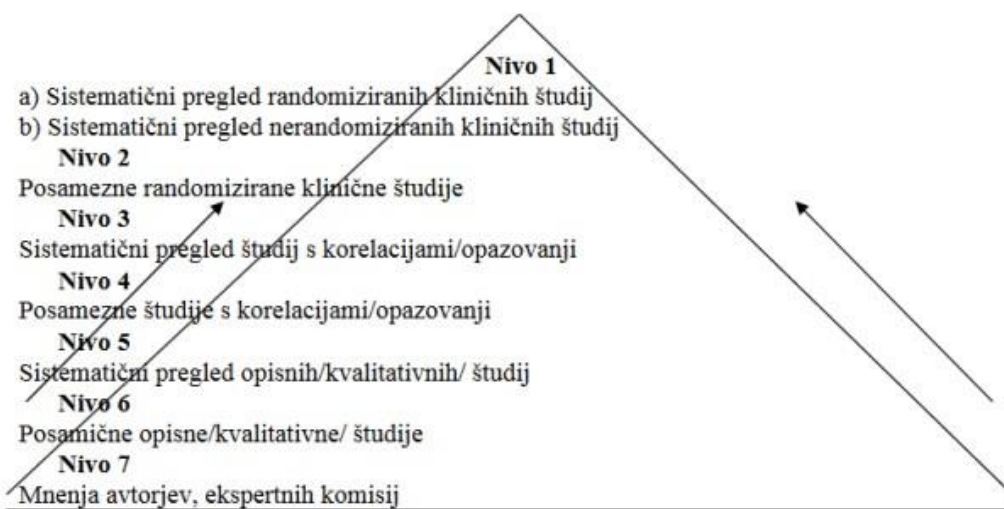 Nivo 1
a) Sistematični pregled randomiziranih kliničnih študij
b) Sistematični pregled nerandomiziranih kliničnih študij
Nivo 2
Posamezne randomizirane klinične študije
Nivo 3
Sistematični pregled študij s korelacijami/opazovanji
Nivo 4
Posamezne študije s korelacijami/opazovanji
Nivo 5
Sistematični pregled opisnih/kvalitativnih/ študij
Nivo 6
Posamične opisne/kvalitativne/ študije
Nivo 7
Mnenja avtorjev, ekspertnih komisij